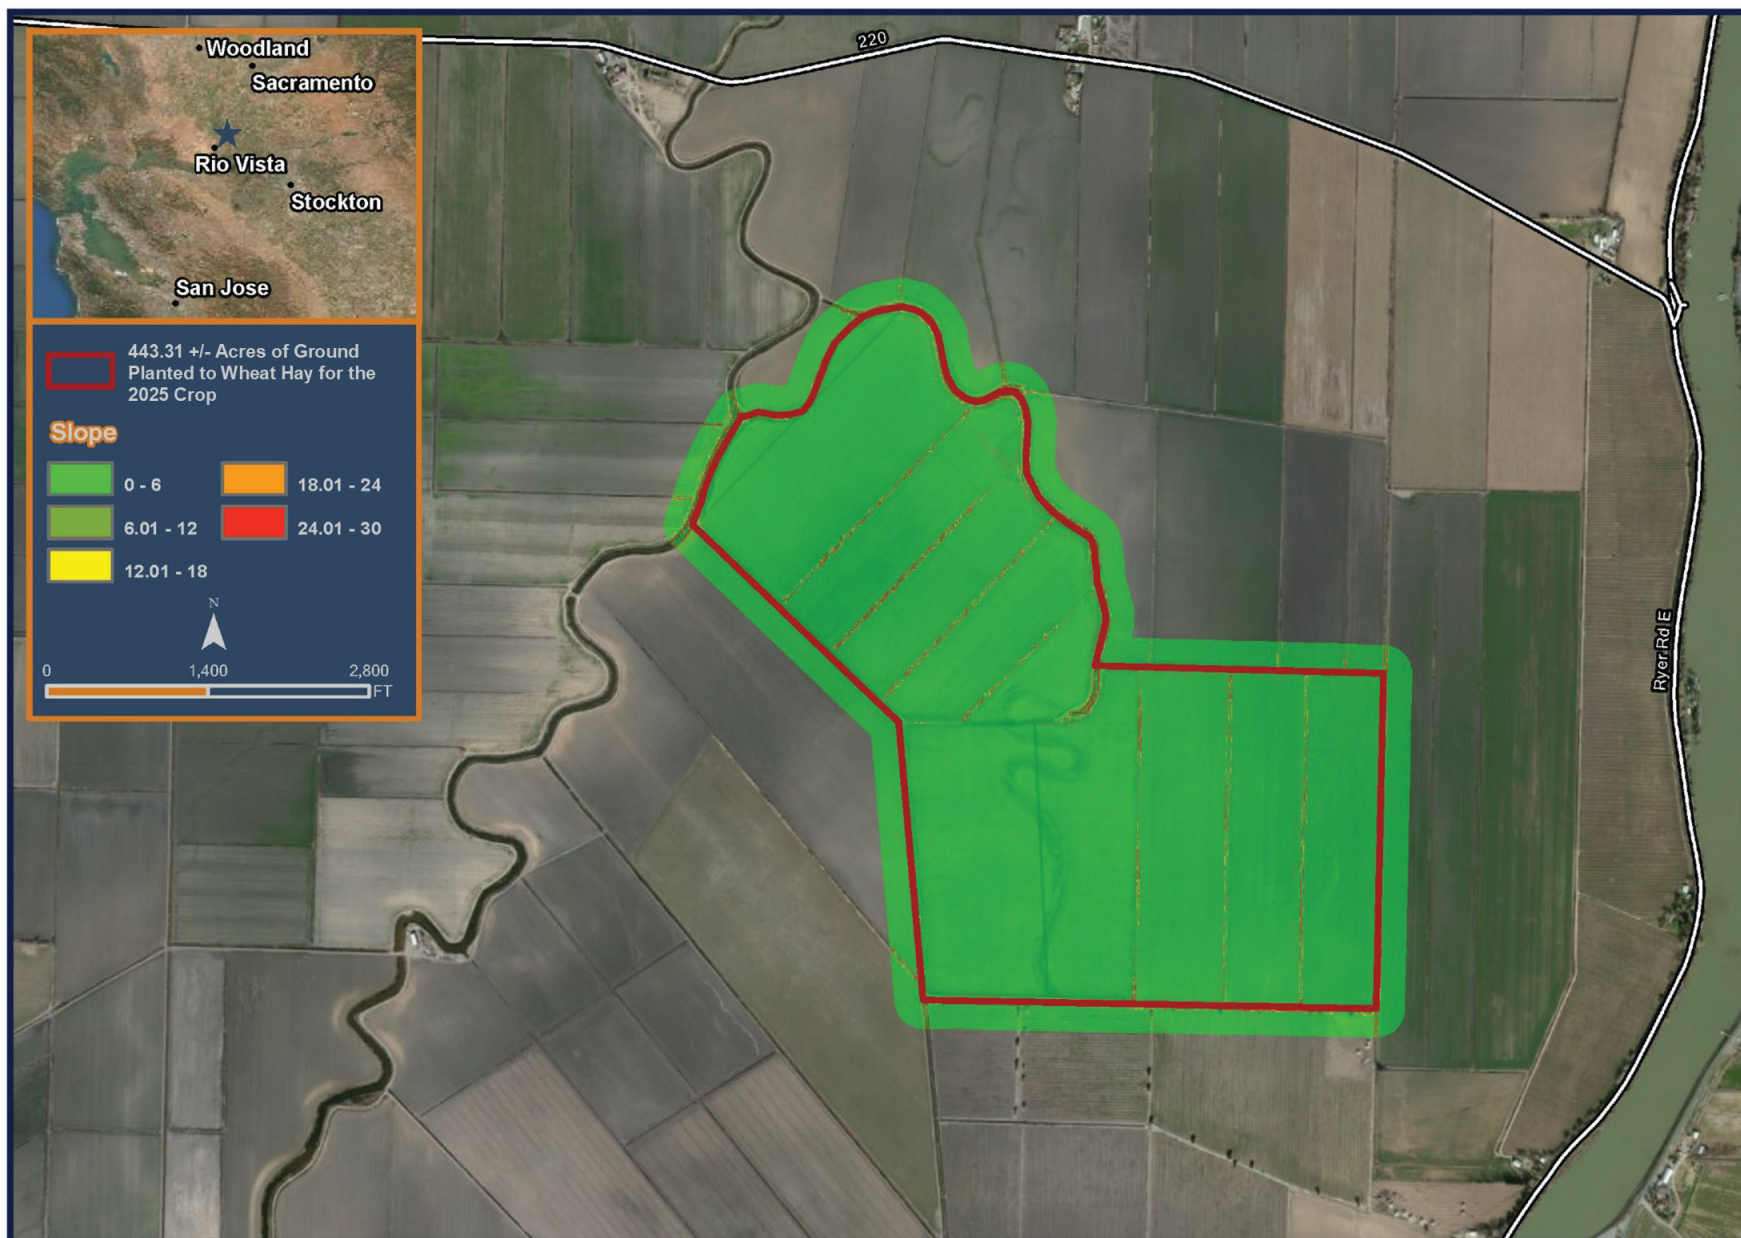 Woodland
Sacramento
Rio Vista
Stockton
San Jose
443.31 +/- Acres of Ground
Planted to Wheat Hay for the
2025 Crop
Slope
0 - 6
18.01 - 24
6.01 - 12
24.01 - 30
12.01 - 18
N
0 1,400 2,800
FT
220
Ryer Rd E